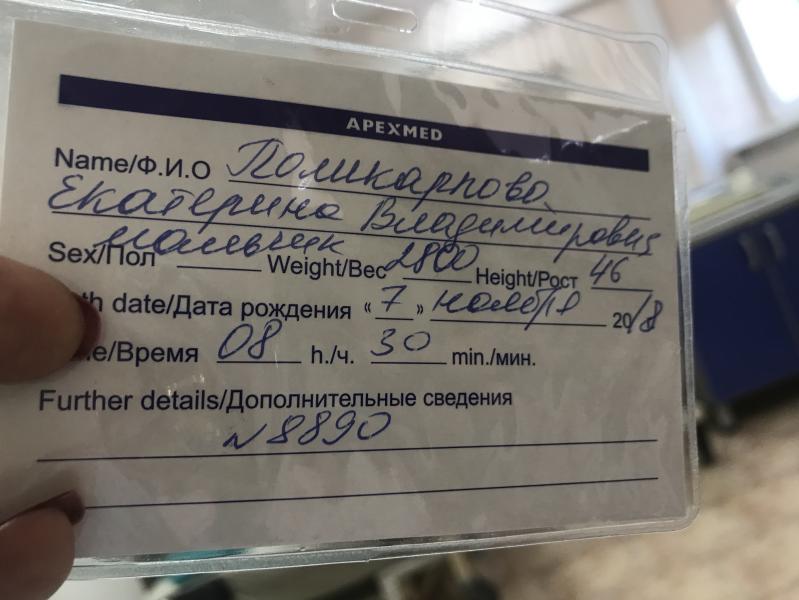 APEXMED
Name/Ф.И.О Поликарпова
Екатерина Владимировна
Sex/Пол мальчик Weight/Вес 2800 Height/Рост 46
th date/Дата рождения «7» ноября 2018
e/Время 08 h./ч. 30 min./мин.
Further details/Дополнительные сведения
N8890